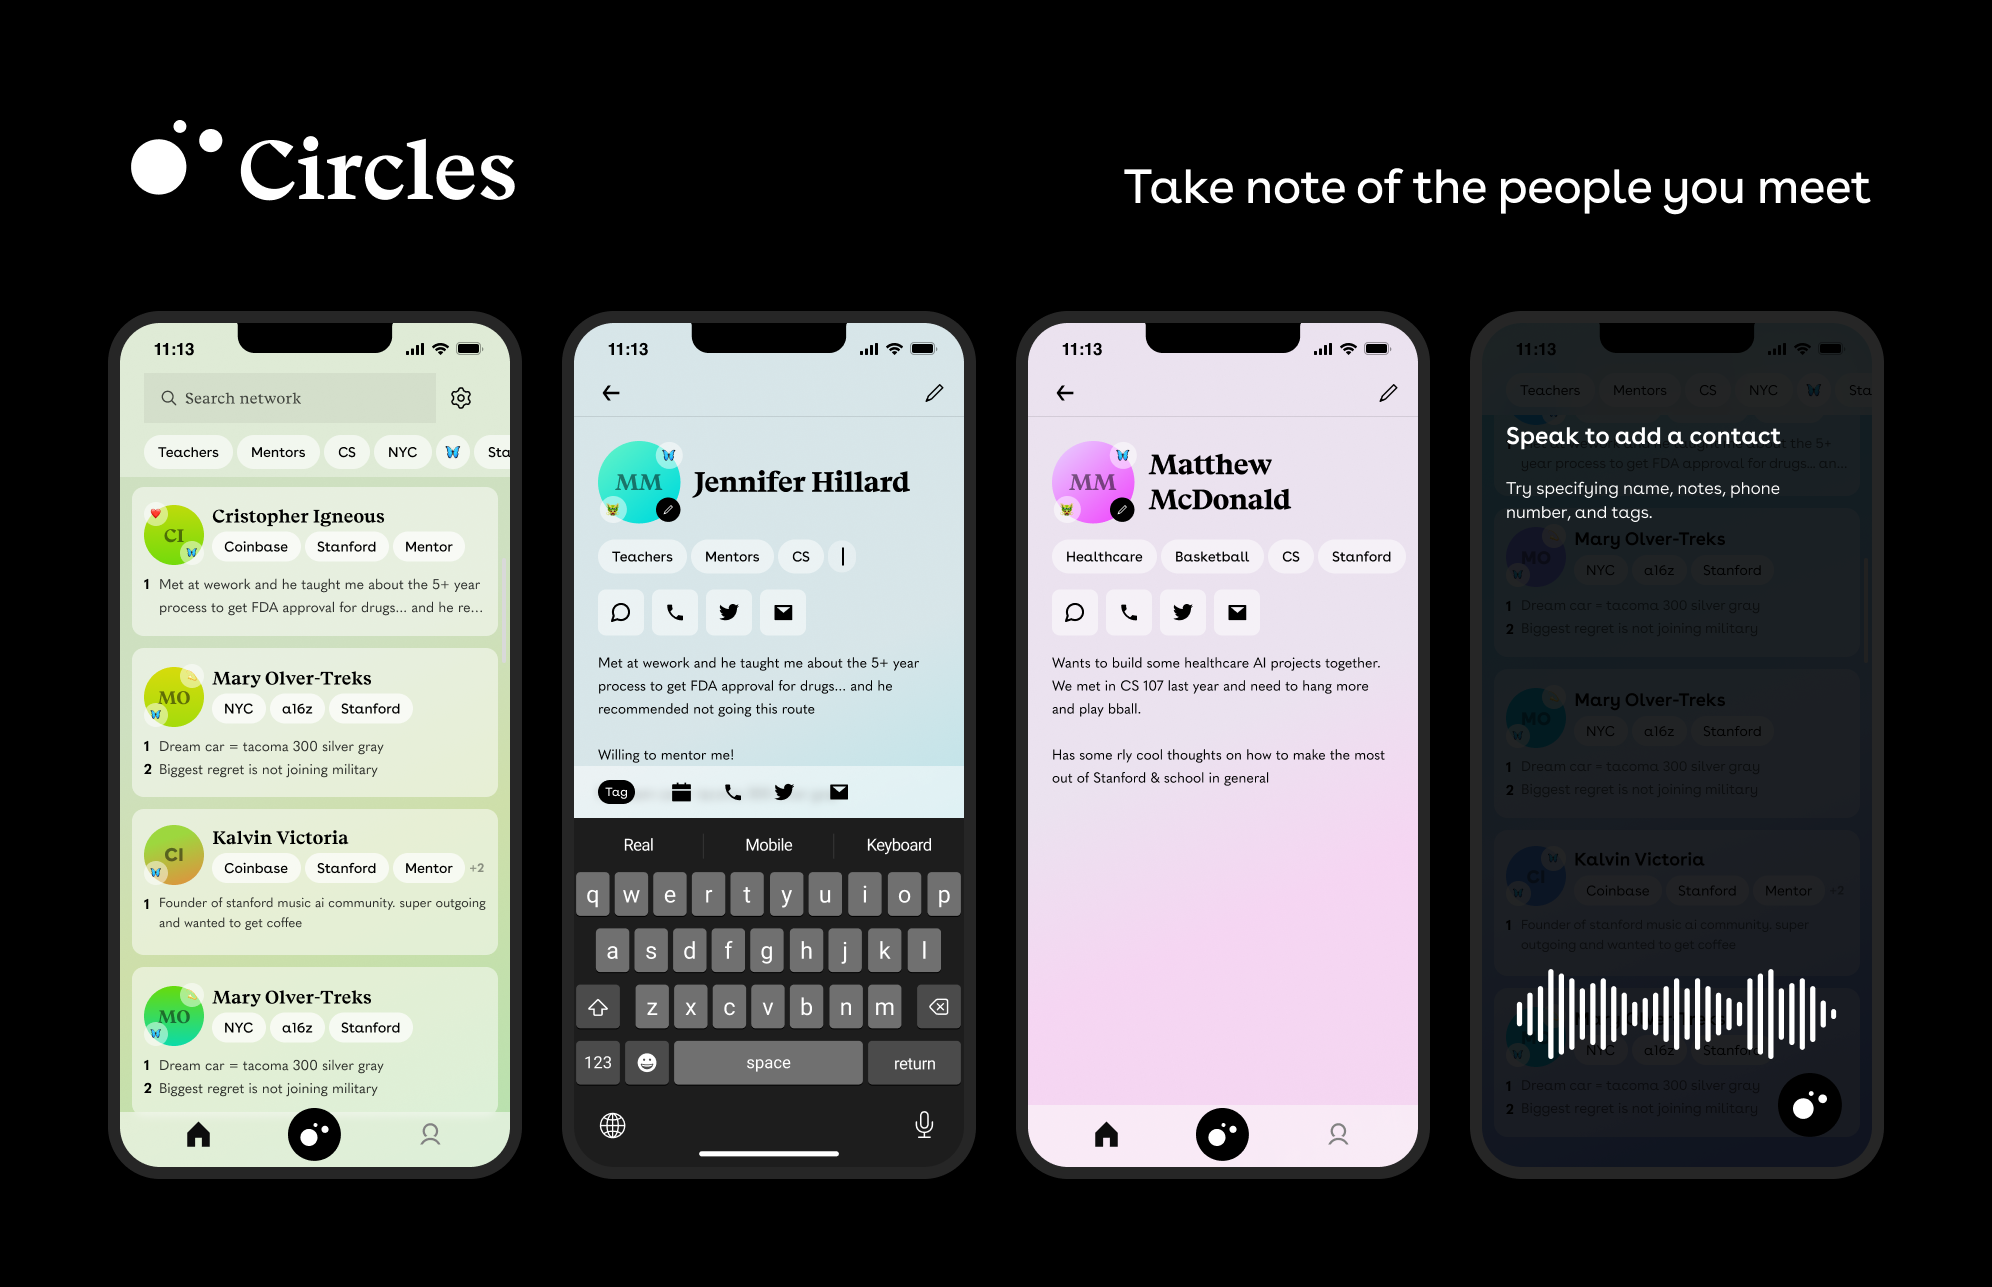 Circles
Take note of the people you meet
11:13
Search network
Teachers Mentors CS NYC Sta
CI
Cristopher Igneous
Coinbase Stanford Mentor
1 Met at wework and he taught me about the 5+ year
process to get FDA approval for drugs... and he re...
MO
Mary Olver-Treks
NYC a16z Stanford
1 Dream car = tacoma 300 silver gray
2 Biggest regret is not joining military
CI
Kalvin Victoria
Coinbase Stanford Mentor +2
1 Founder of stanford music ai community. super outgoing
and wanted to get coffee
MO
Mary Olver-Treks
NYC a16z Stanford
1 Dream car = tacoma 300 silver gray
2 Biggest regret is not joining military
11:13
MM
Jennifer Hillard
Teachers Mentors CS
Met at wework and he taught me about the 5+ year
process to get FDA approval for drugs... and he
recommended not going this route
Willing to mentor me!
Tag
Real Mobile Keyboard
q w e r t y u i o p
a s d f g h j k l
z x c v b n m
123 space return
11:13
MM
Matthew
McDonald
Healthcare Basketball CS Stanford
Wants to build some healthcare AI projects together.
We met in CS 107 last year and need to hang more
and play bball.
Has some rly cool thoughts on how to make the most
out of Stanford & school in general
11:13
Teachers Mentors CS NYC Sta
Speak to add a contact
the 5+
year process to get FDA approval for drugs... an...
Try specifying name, notes, phone
number, and tags.
MO
Mary Olver-Treks
NYC a16z Stanford
1 Dream car = tacoma 300 silver gray
2 Biggest regret is not joining military
MO
Mary Olver-Treks
NYC a16z Stanford
1 Dream car = tacoma 300 silver gray
2 Biggest regret is not joining military
CI
Kalvin Victoria
Coinbase Stanford Mentor +2
1 Founder of stanford music ai community. super
outgoing and wanted to get coffee
NYC a16z Stanford
1 Dream car = tacoma 300 silver gray
2 Biggest regret is not joining military